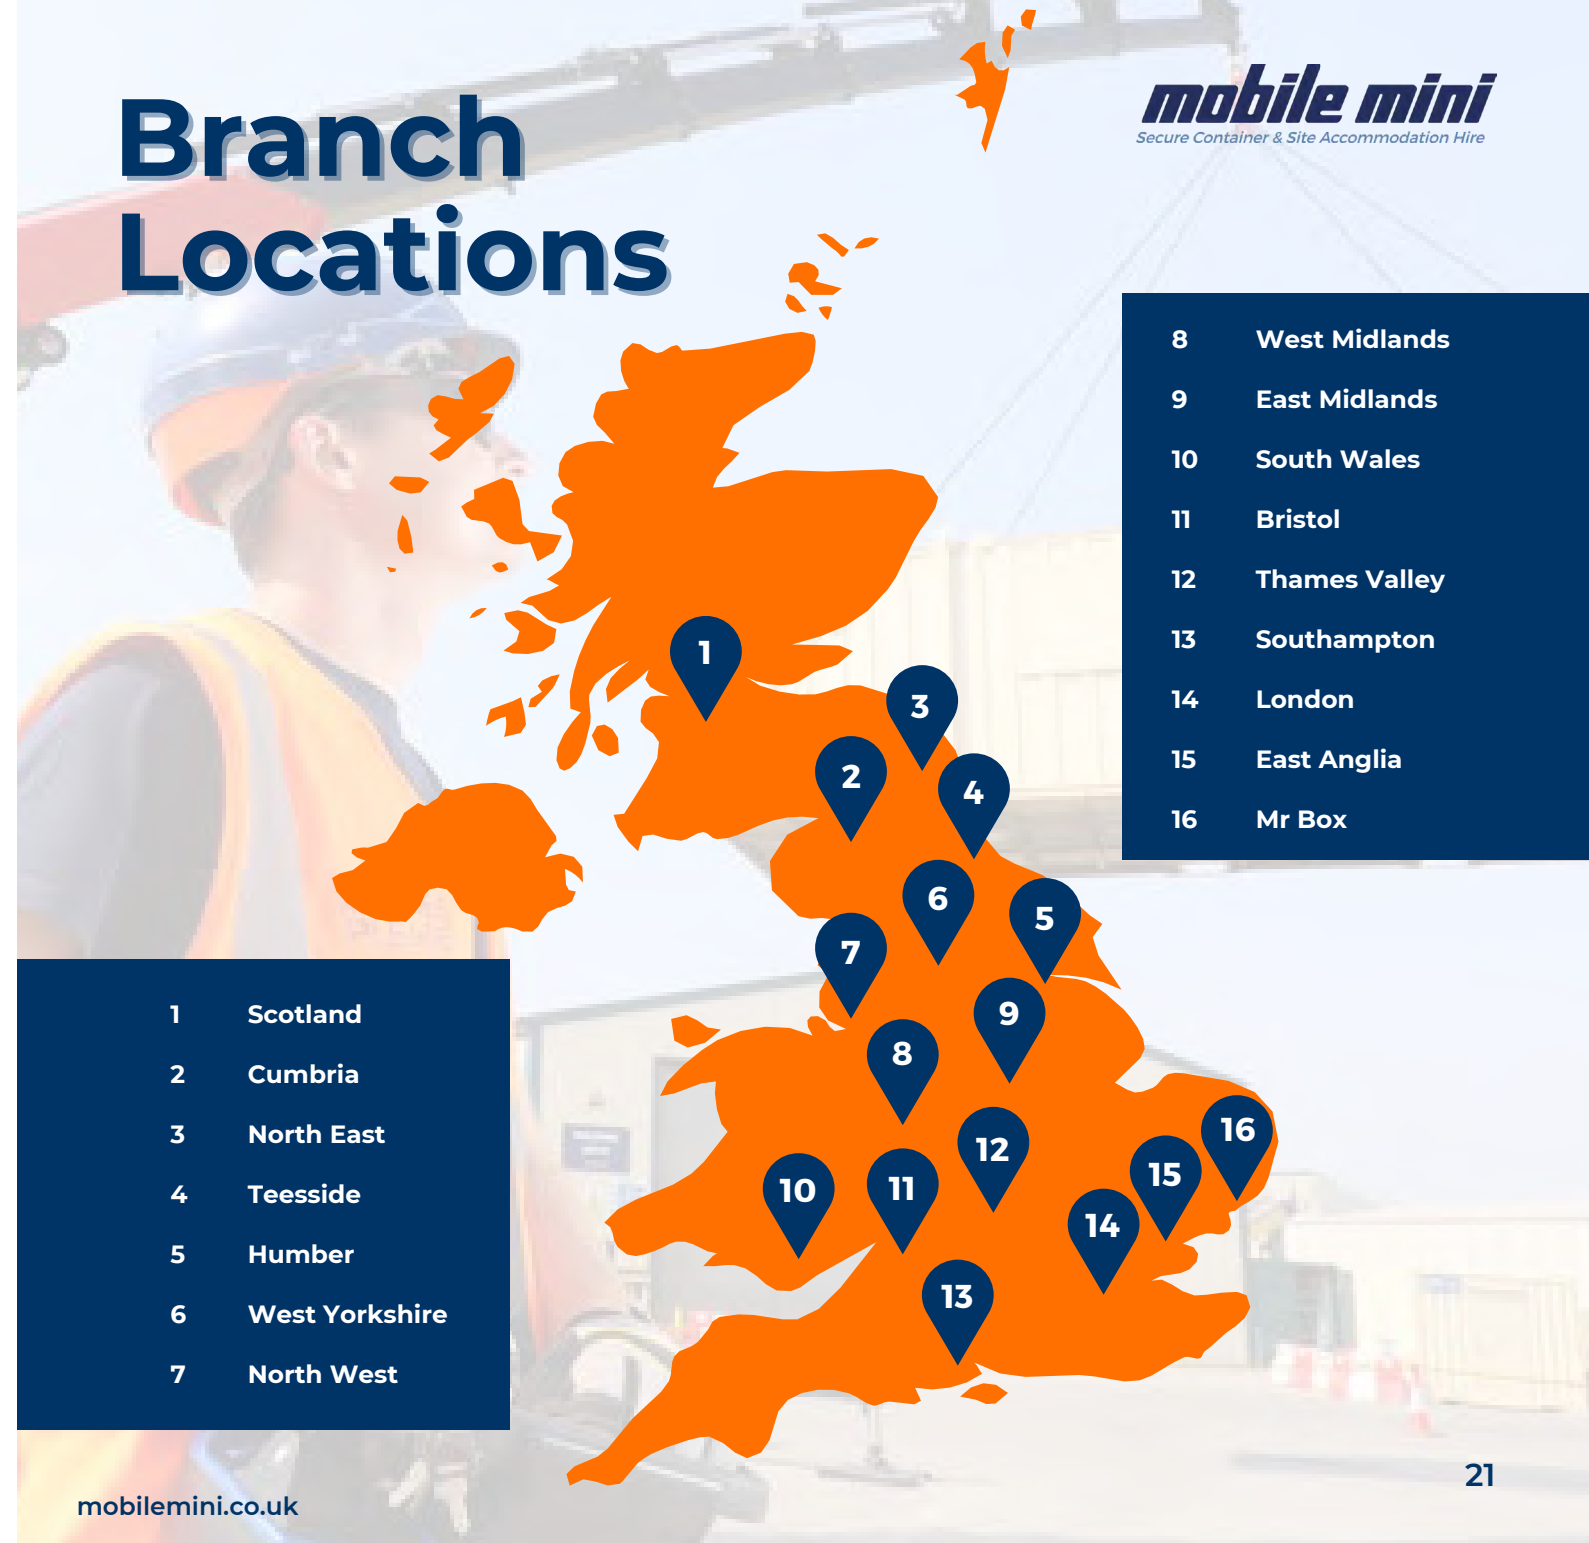 Branch
Locations
mobile mini
Secure Container & Site Accommodation Hire
8 West Midlands
9 East Midlands
10 South Wales
11 Bristol
12 Thames Valley
13 Southampton
14 London
15 East Anglia
16 Mr Box
1
3
2
4
6
5
7
9
8
16
12
15
10
11
14
13
1 Scotland
2 Cumbria
3 North East
4 Teesside
5 Humber
6 West Yorkshire
7 North West
21
mobilemini.co.uk